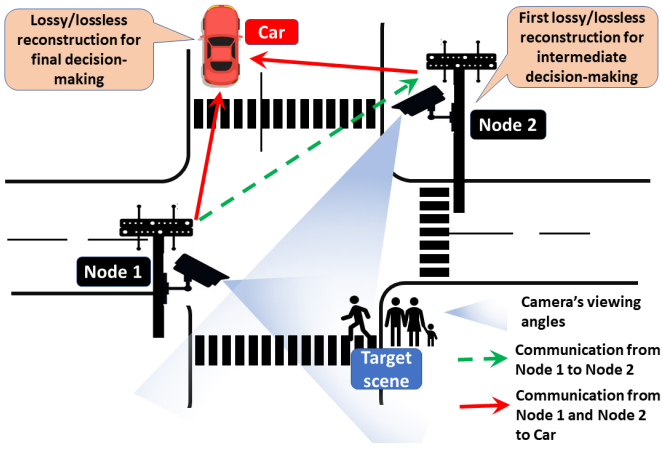 Lossy/lossless
reconstruction for
final decision-
making
Car
First lossy/lossless
reconstruction for
intermediate
decision-making
Node 2
Node 1
Target
scene
Camera's viewing
angles
Communication from
Node 1 to Node 2
Communication from
Node 1 and Node 2
to Car